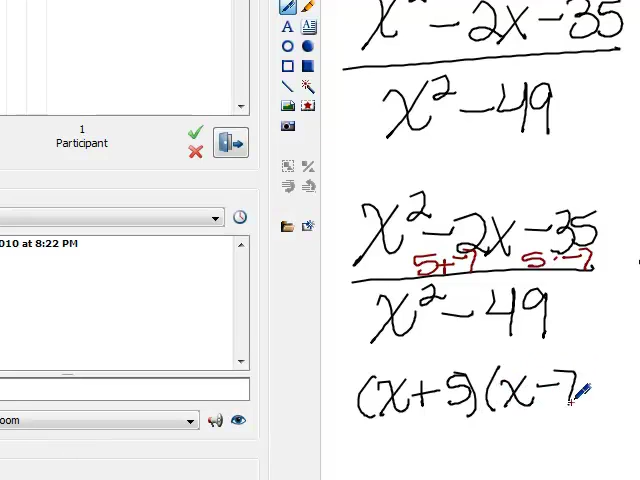 x² - 2x - 35
x² - 49
1
Participant
010 at 8:22 PM
oom
A
A
x² - 2x - 35
5+-7 5·-7
x² - 49
(x+5)(x-7